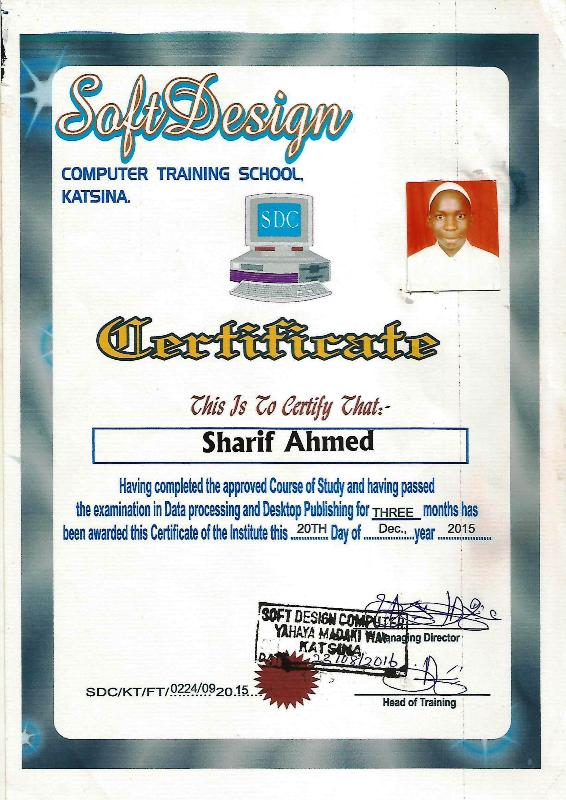 SoftDesign
COMPUTER TRAINING SCHOOL,
KATSINA.
SDC
Certificate
This Is To Certify That:-
Sharif Ahmed
Having completed the approved Course of Study and having passed
the examination in Data processing and Desktop Publishing for THREE months has
been awarded this Certificate of the Institute this 20TH Day of Dec., year 2015
SOFT DESIGN COMPUTER
YAHAYA MADAKI WAY
KATSINA
DATE 22/08/2016
Managing Director
SDC/KT/FT/0224/09 2015
Head of Training